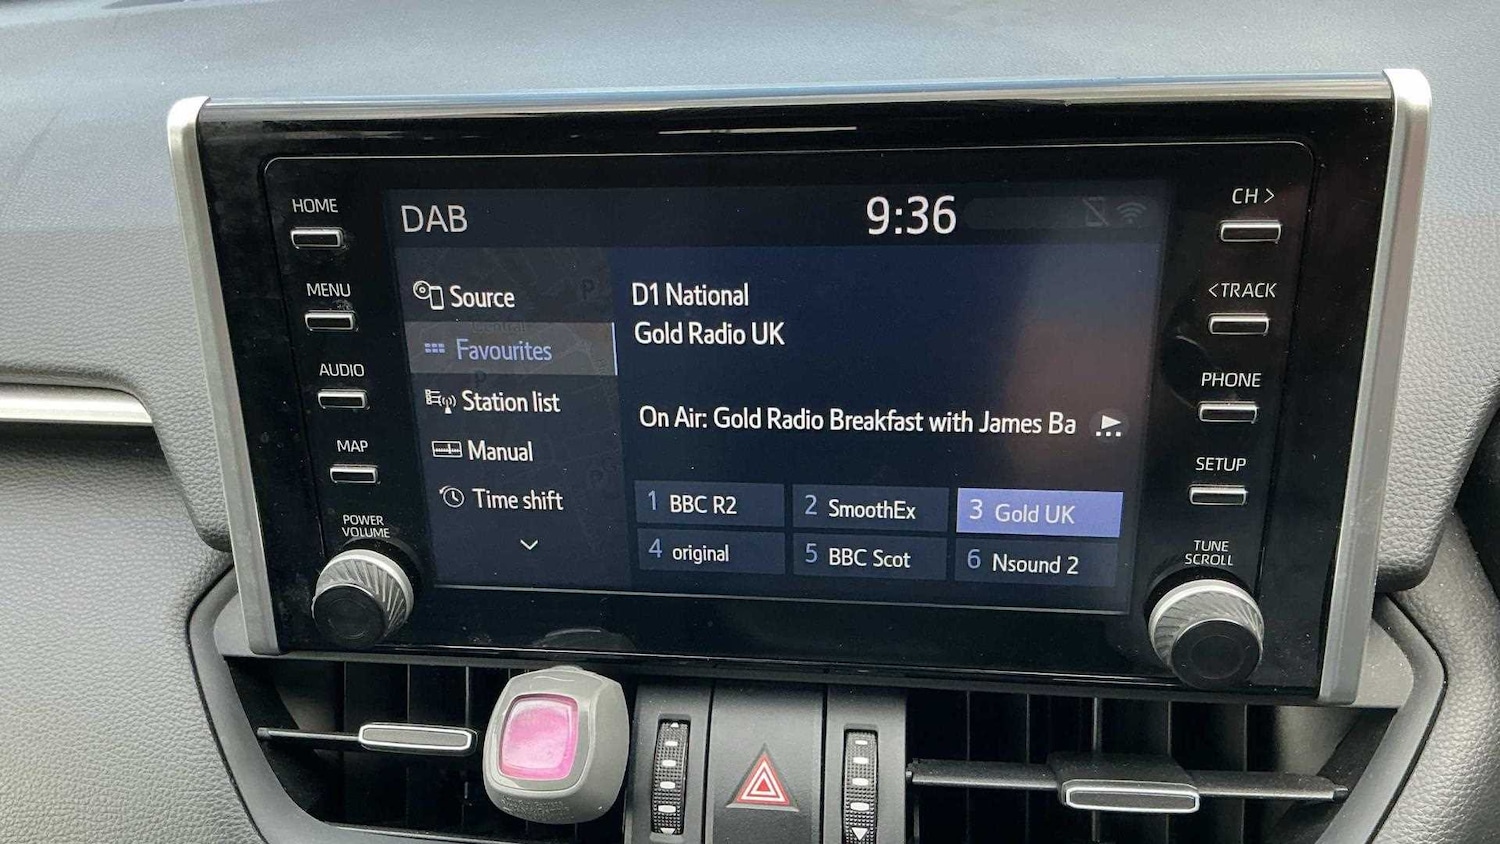 HOME
MENU
AUDIO
MAP
POWER
VOLUME
DAB
9:36
Source
Favourites
Station list
Manual
Time shift
D1 National
Gold Radio UK
On Air: Gold Radio Breakfast with James Ba
1 BBC R2
2 SmoothEx
3 Gold UK
4 original
5 BBC Scot
6 Nsound 2
CH >
< TRACK
PHONE
SETUP
TUNE
SCROLL